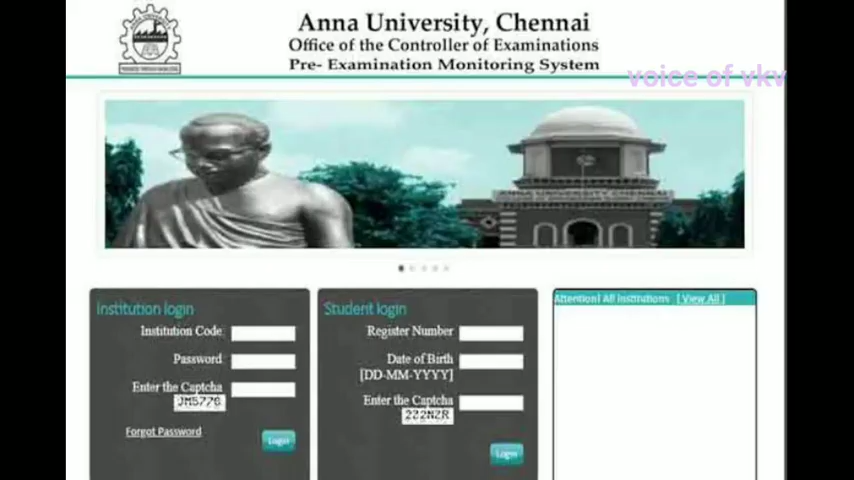 Anna University, Chennai
Office of the Controller of Examinations
Pre- Examination Monitoring System
voice of vkv
Institution login
Institution Code
Password
Enter the Captcha
JM577G
Forgot Password
Login
Student login
Register Number
Date of Birth
[DD-MM-YYYY]
Enter the Captcha
2J2NZR
Login
Attention! All Institutions [ View All ]